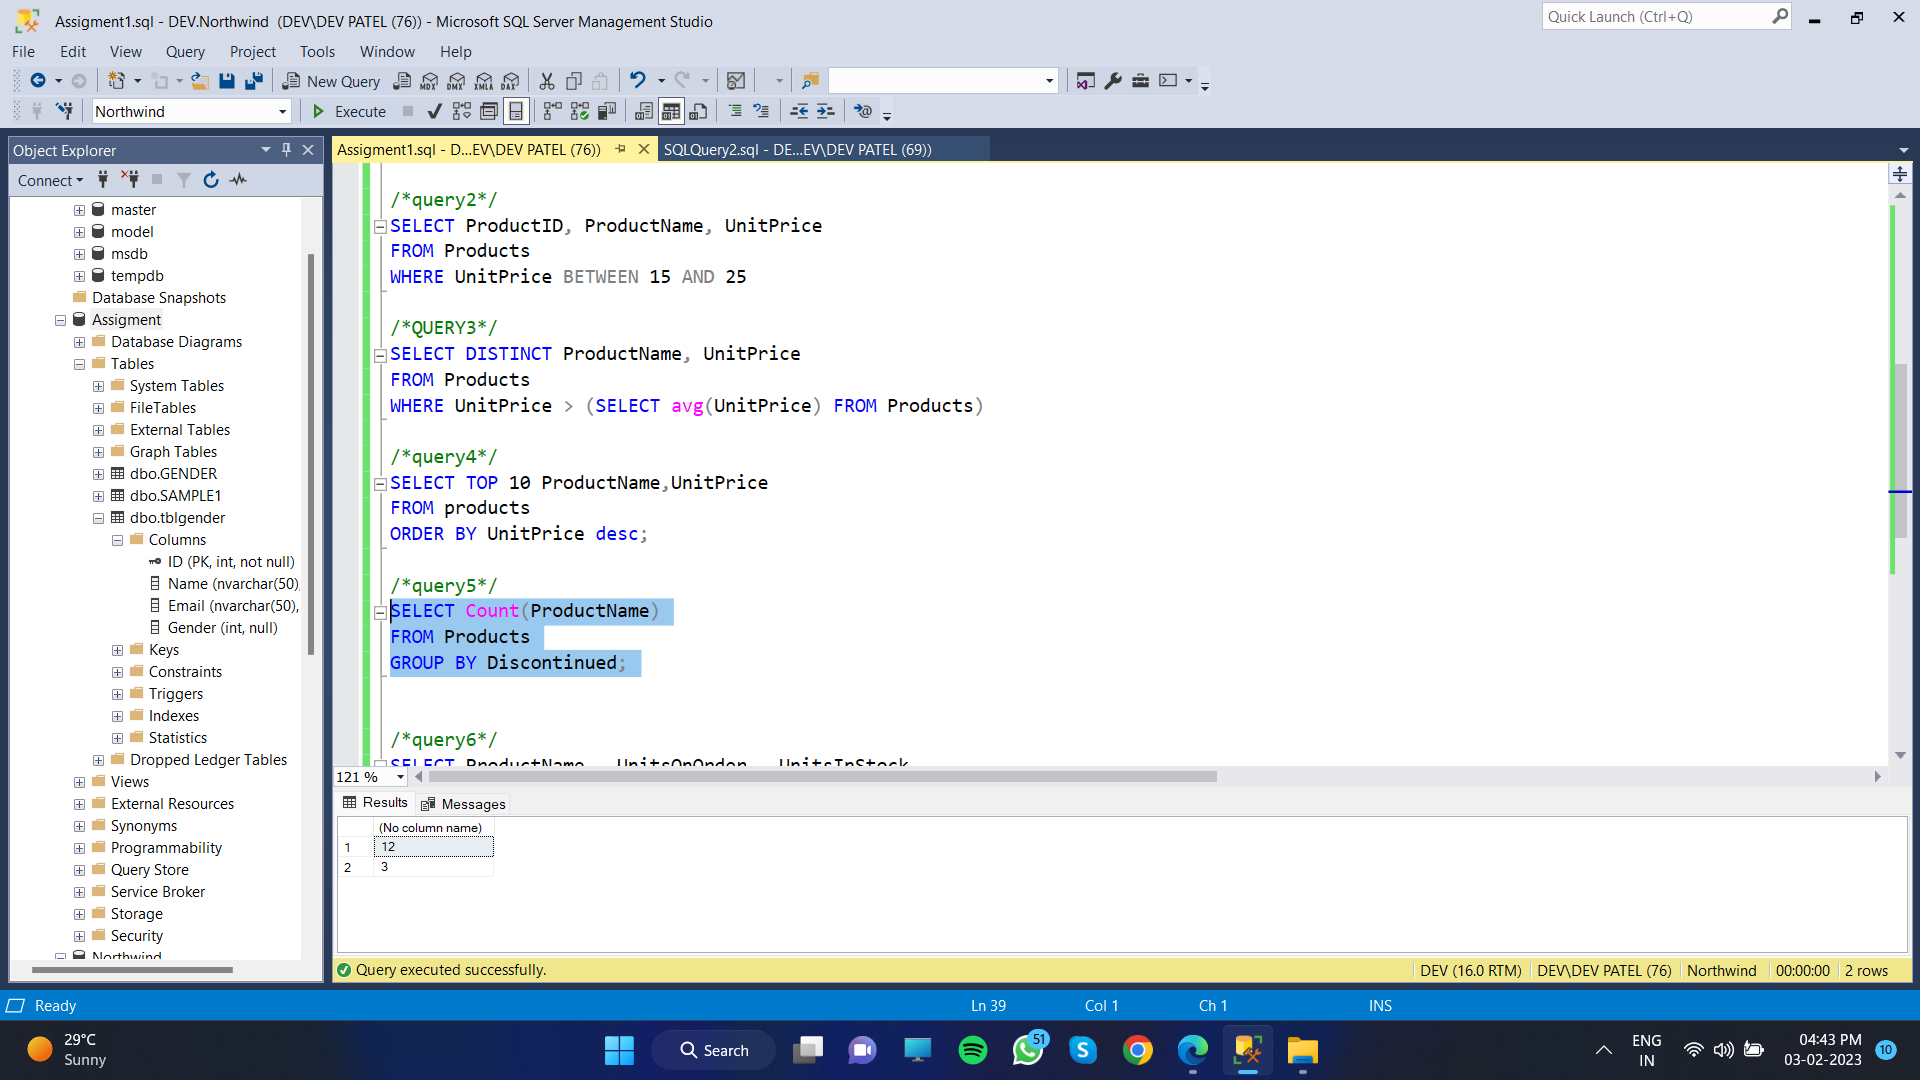 Assigment1.sql - DEV.Northwind  (DEV\DEV PATEL (76)) - Microsoft SQL Server Management Studio
Quick Launch (Ctrl+Q)
File Edit View Query Project Tools Window Help
New Query MDX DMX XMLA DAX
Northwind Execute
Object Explorer
Connect
master
model
msdb
tempdb
Database Snapshots
Assigment
Database Diagrams
Tables
System Tables
FileTables
External Tables
Graph Tables
dbo.GENDER
dbo.SAMPLE1
dbo.tblgender
Columns
ID (PK, int, not null)
Name (nvarchar(50),
Email (nvarchar(50),
Gender (int, null)
Keys
Constraints
Triggers
Indexes
Statistics
Dropped Ledger Tables
Views
External Resources
Synonyms
Programmability
Query Store
Service Broker
Storage
Security
Northwind
Assigment1.sql - D...EV\DEV PATEL (76)) SQLQuery2.sql - DE...EV\DEV PATEL (69))
/*query2*/
SELECT ProductID, ProductName, UnitPrice
FROM Products
WHERE UnitPrice BETWEEN 15 AND 25
/*QUERY3*/
SELECT DISTINCT ProductName, UnitPrice
FROM Products
WHERE UnitPrice > (SELECT avg(UnitPrice) FROM Products)
/*query4*/
SELECT TOP 10 ProductName,UnitPrice
FROM products
ORDER BY UnitPrice desc;
/*query5*/
SELECT Count(ProductName)
FROM Products
GROUP BY Discontinued;
/*query6*/
SELECT ProductName UnitsOnOrder UnitsInStock
121 %
Results Messages
(No column name)
1 12
2 3
Query executed successfully. DEV (16.0 RTM) DEV\DEV PATEL (76) Northwind 00:00:00 2 rows
Ready Ln 39 Col 1 Ch 1 INS
29°C
Sunny
Search
51
ENG
IN
04:43 PM
03-02-2023
10